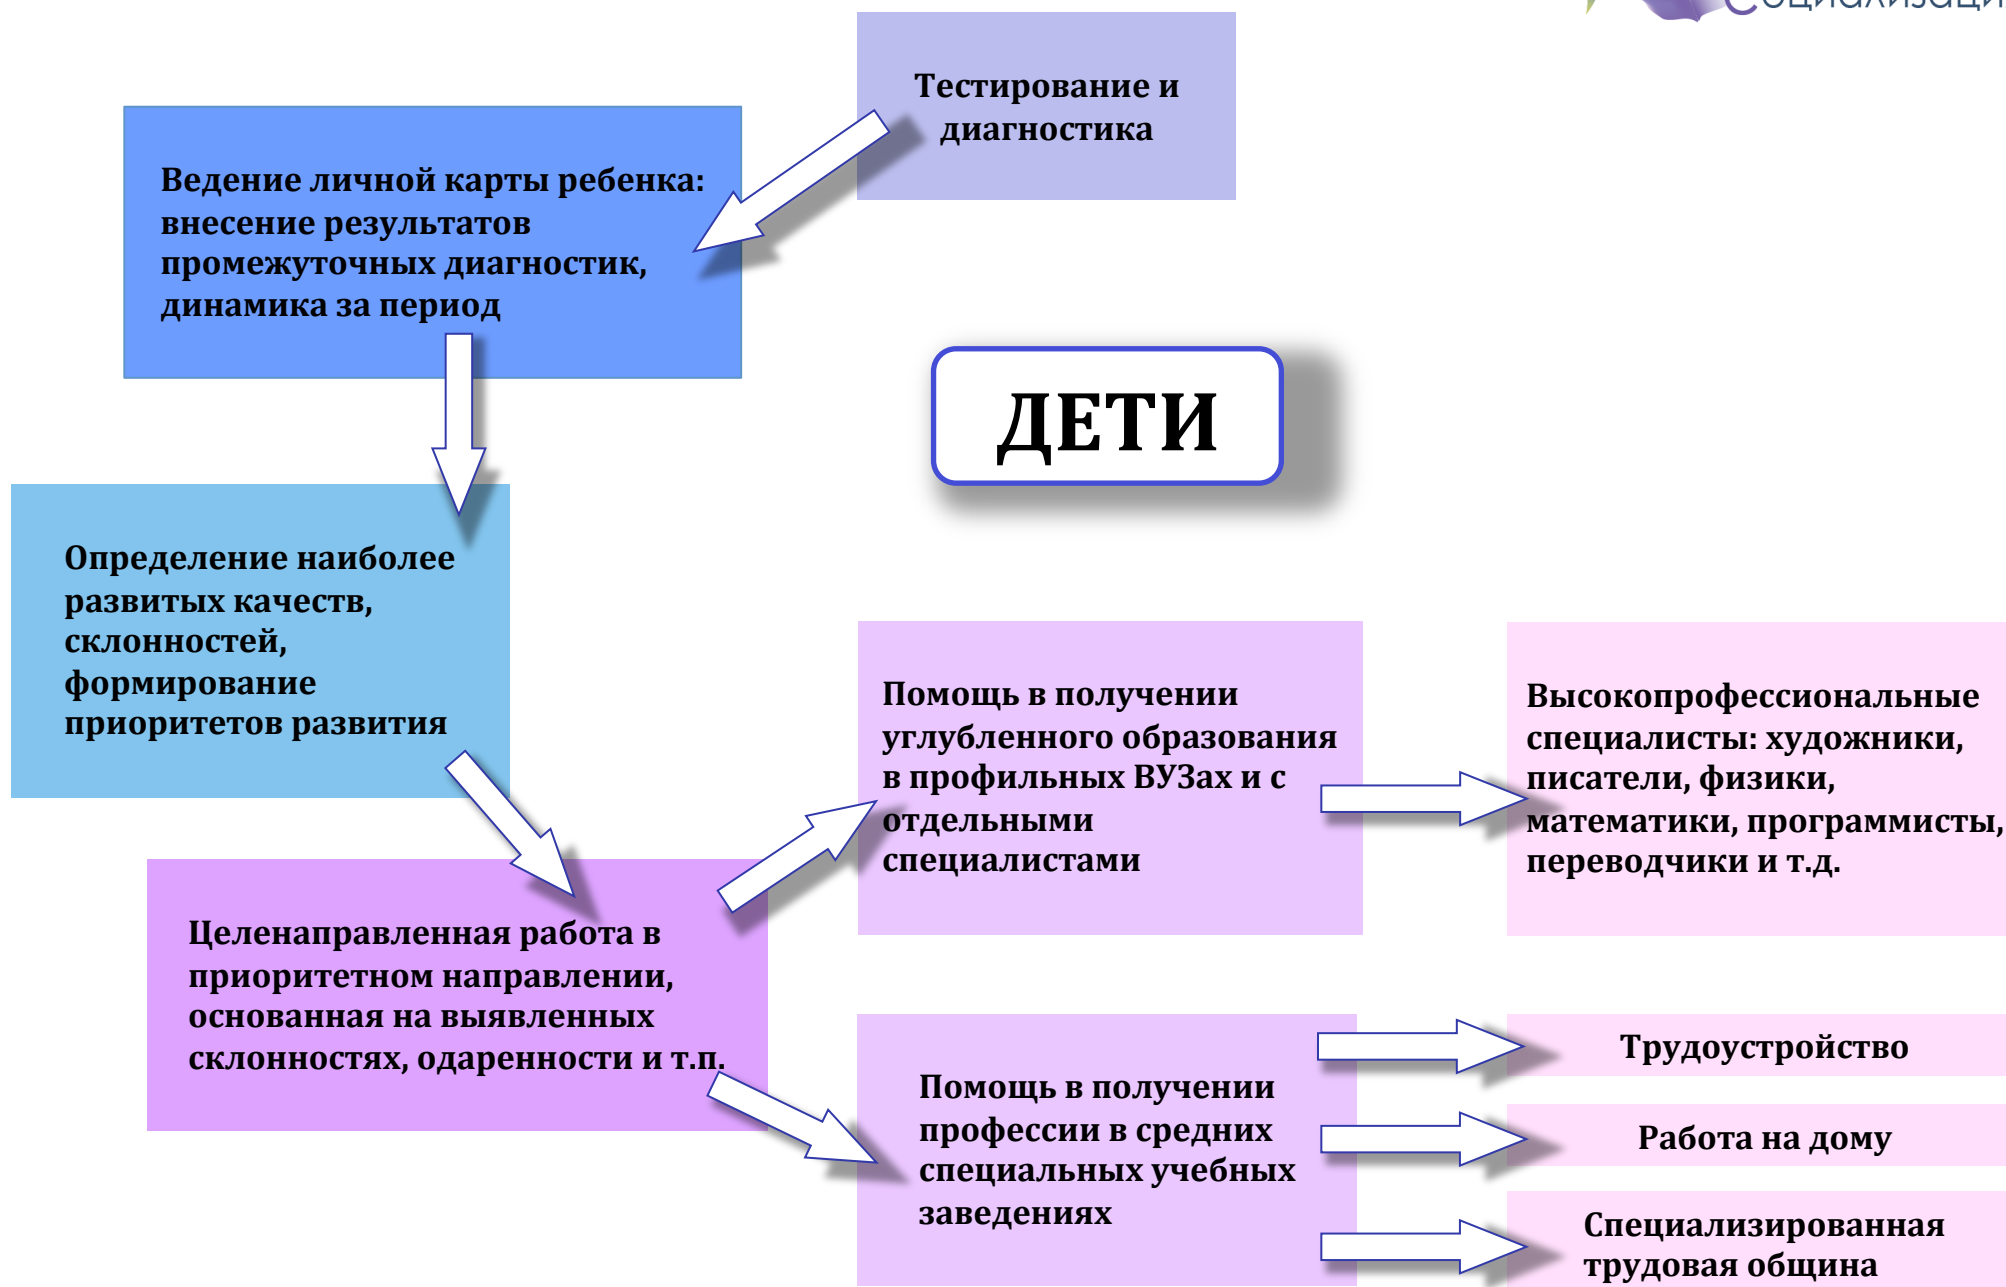 Тестирование и
диагностика
Ведение личной карты ребенка:
внесение результатов
промежуточных диагностик,
динамика за период
ДЕТИ
Определение наиболее
развитых качеств,
склонностей,
формирование
приоритетов развития
Целенаправленная работа в
приоритетном направлении,
основанная на выявленных
склонностях, одаренности и т.п.
Помощь в получении
углубленного образования
в профильных ВУЗах и с
отдельными
специалистами
Высокопрофессиональные
специалисты: художники,
писатели, физики,
математики, программисты,
переводчики и т.д.
Помощь в получении
профессии в средних
специальных учебных
заведениях
Трудоустройство
Работа на дому
Специализированная
трудовая община